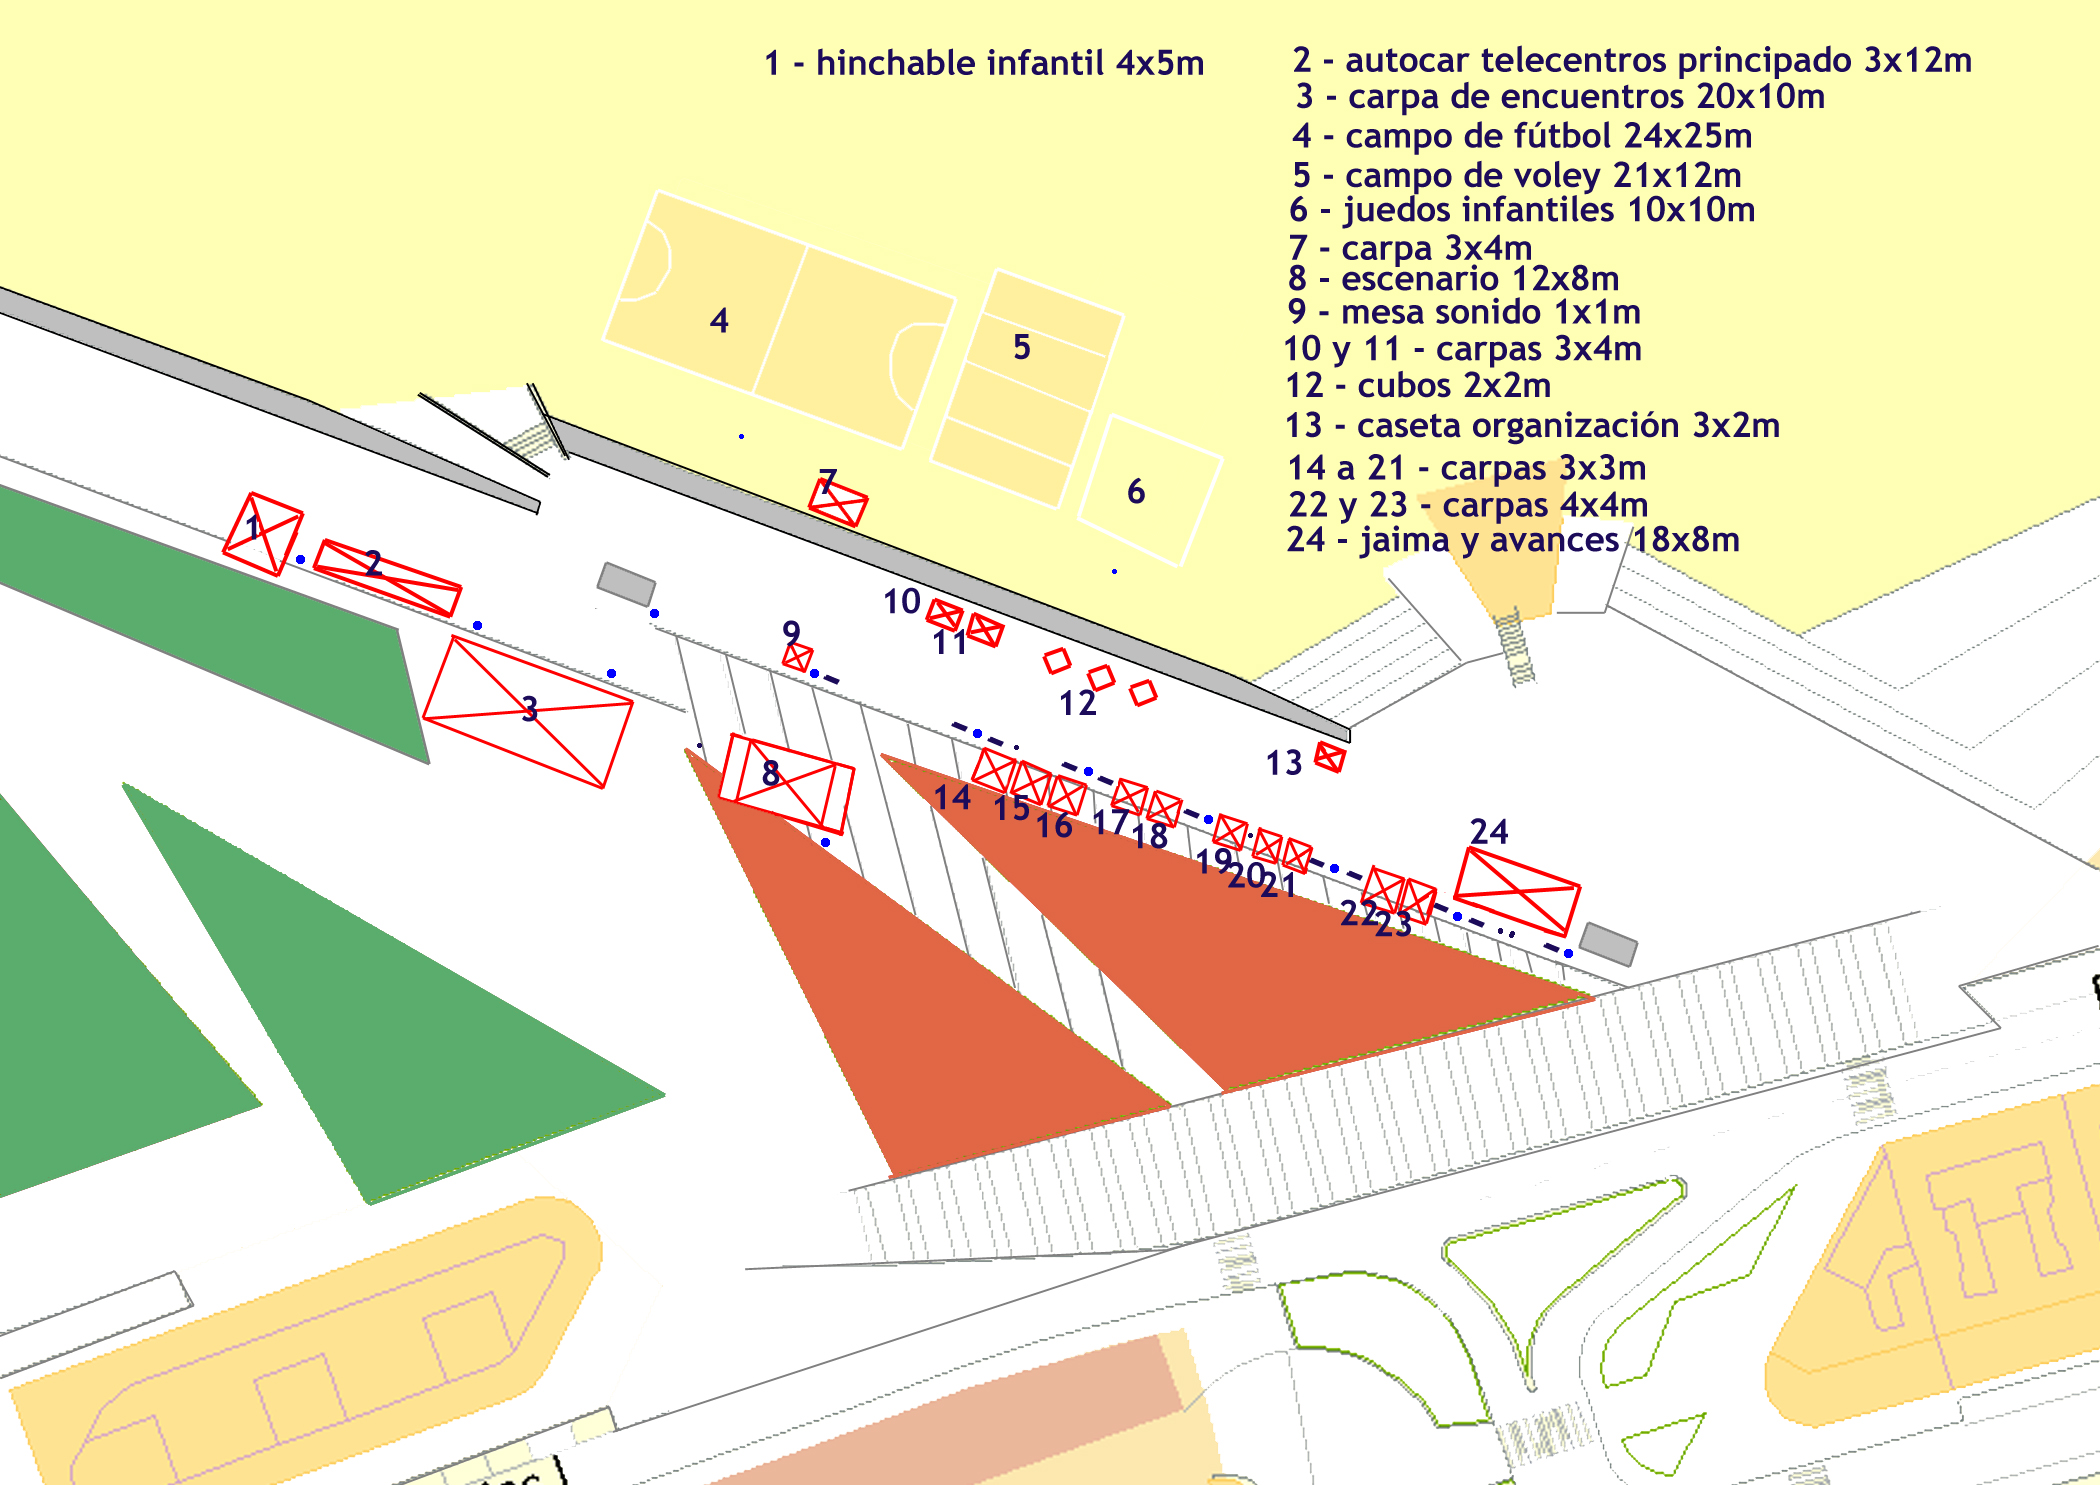 1 - hinchable infantil 4x5m
2 - autocar telecentros principado 3x12m
3 - carpa de encuentros 20x10m
4 - campo de fútbol 24x25m
5 - campo de voley 21x12m
6 - juedos infantiles 10x10m
7 - carpa 3x4m
8 - escenario 12x8m
9 - mesa sonido 1x1m
10 y 11 - carpas 3x4m
12 - cubos 2x2m
13 - caseta organización 3x2m
14 a 21 - carpas 3x3m
22 y 23 - carpas 4x4m
24 - jaima y avances 18x8m
4
5
6
7
1
2
3
10
11
9
12
13
8
14
15
16
17
18
19
20
21
22
23
24